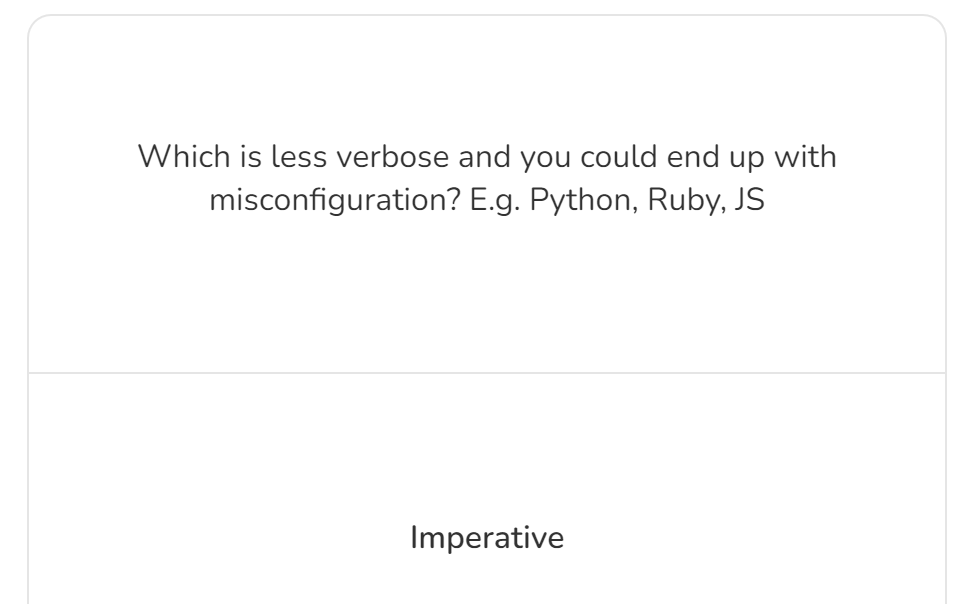 Which is less verbose and you could end up with
misconfiguration? E.g. Python, Ruby, JS
Imperative